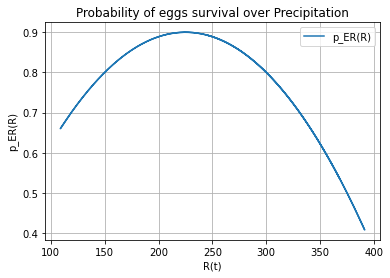 Probability of eggs survival over Precipitation
p_ER(R)
0.9
0.8
0.7
0.6
0.5
0.4
p_ER(R)
100 150 200 250 300 350 400
R(t)